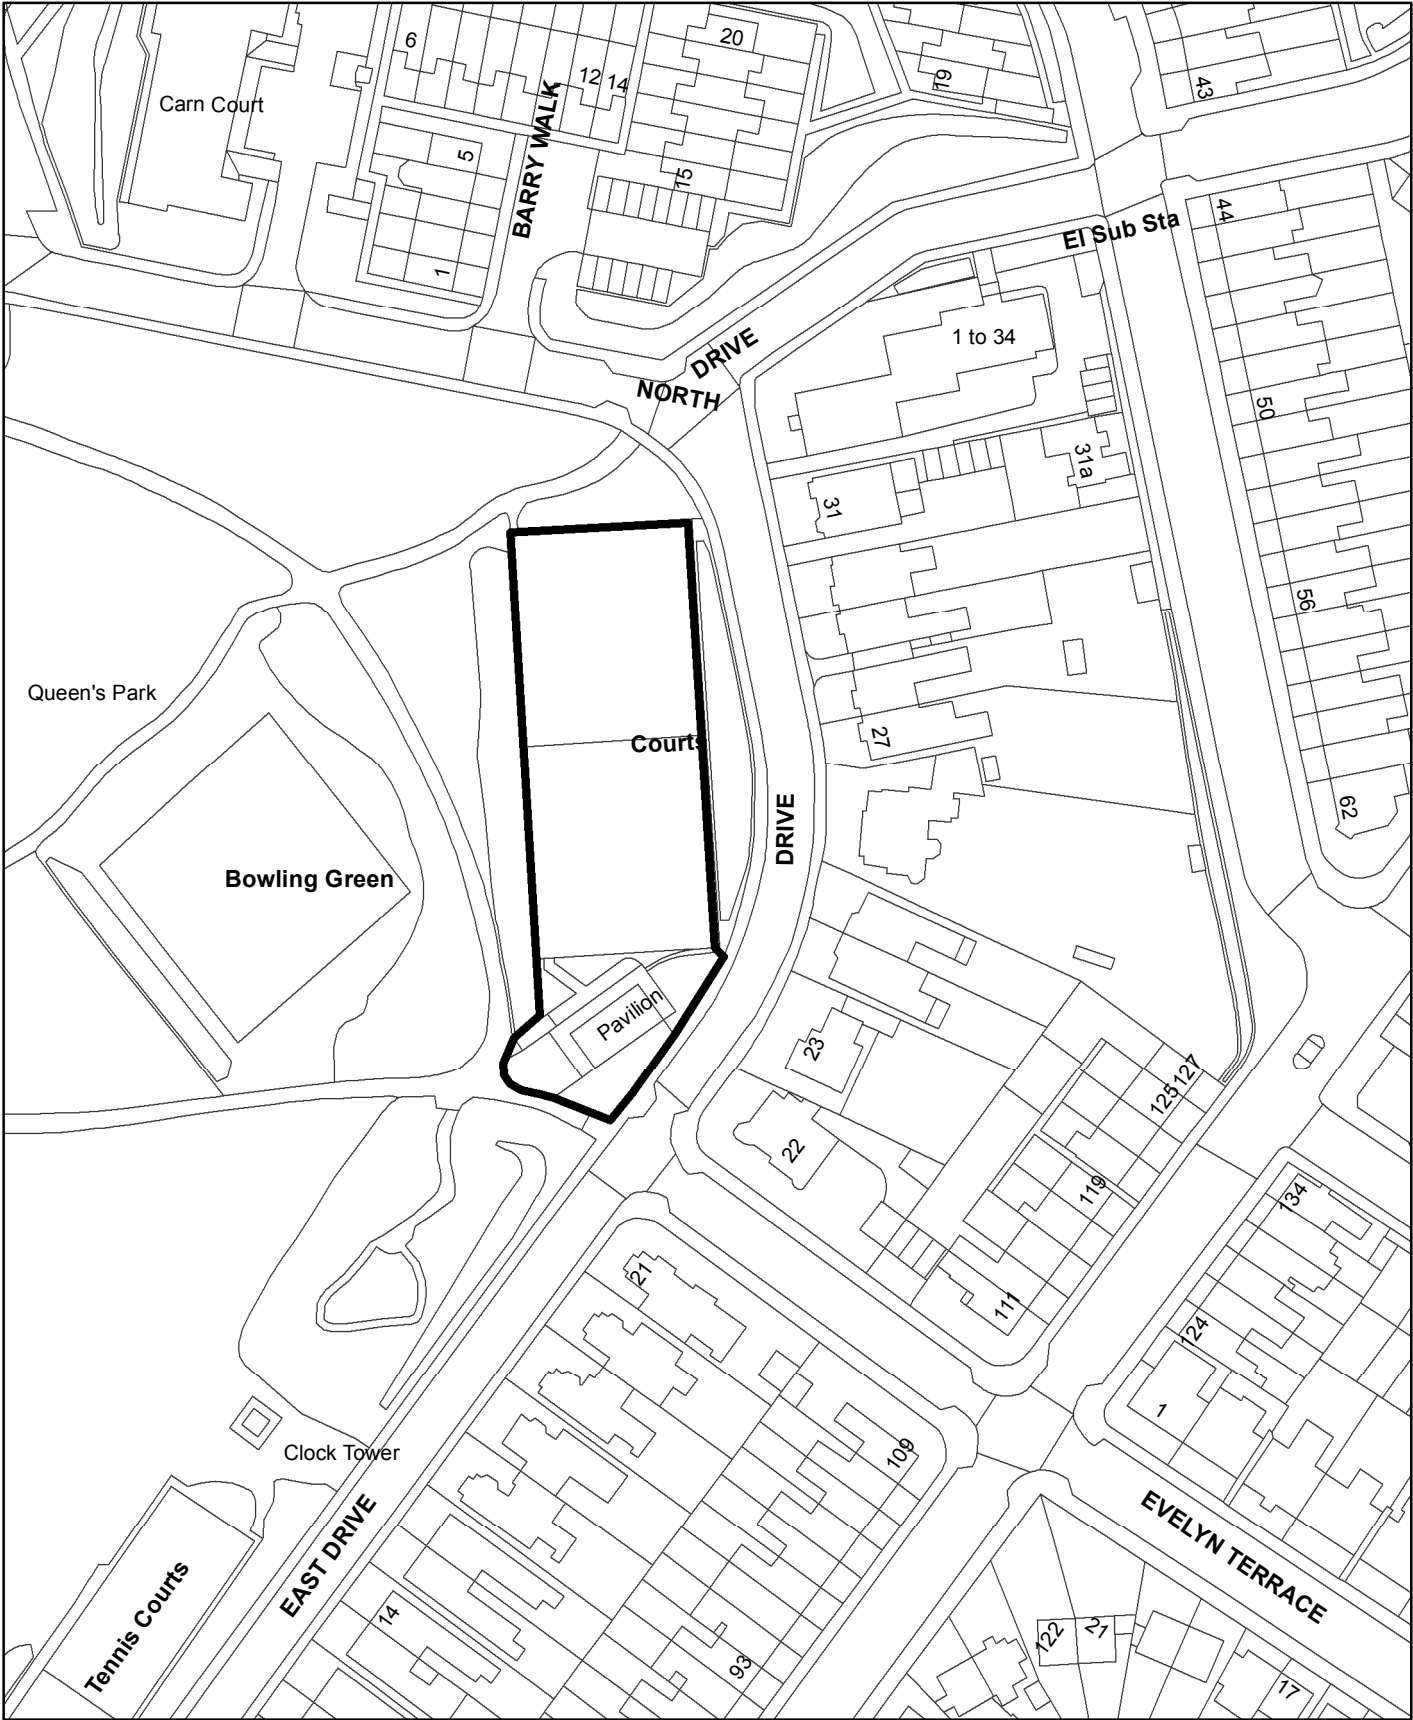 6
20
12
14
19
43
Carn Court
5
BARRY WALK
15
44
El Sub Sta
1
DRIVE
NORTH
1 to 34
50
31a
31
56
Queen's Park
27
Courts
DRIVE
62
Bowling Green
Pavilion
23
125
127
22
119
134
21
111
124
1
109
Clock Tower
EAST DRIVE
EVELYN TERRACE
Tennis Courts
14
122
21
93
17